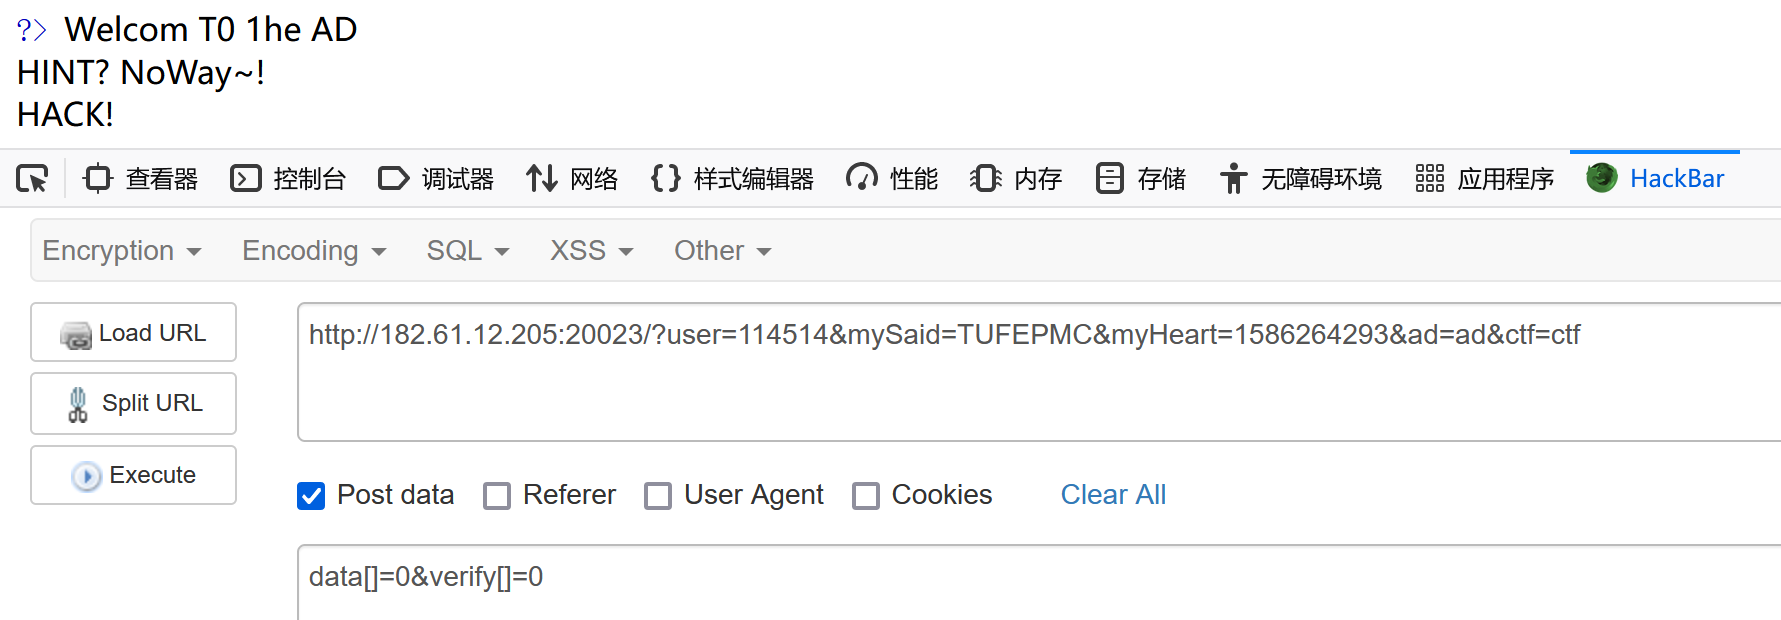 ?> Welcom T0 1he AD
HINT? NoWay~!
HACK!
查看器 控制台 调试器 网络 样式编辑器 性能 内存 存储 无障碍环境 应用程序 HackBar
Encryption Encoding SQL XSS Other
Load URL
http://182.61.12.205:20023/?user=114514&mySaid=TUFEPMC&myHeart=1586264293&ad=ad&ctf=ctf
Split URL
Execute
Post data Referer User Agent Cookies Clear All
data[]=0&verify[]=0